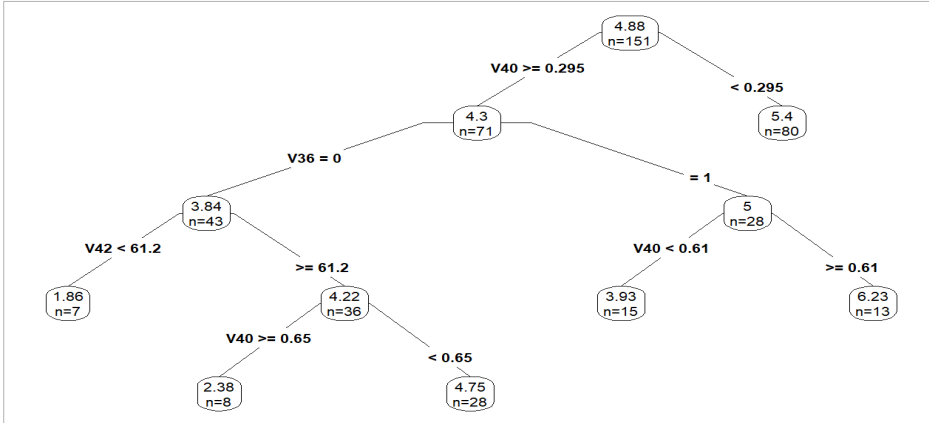 4.88
n=151
V40 >= 0.295
< 0.295
4.3
n=71
5.4
n=80
V36 = 0
= 1
3.84
n=43
5
n=28
V42 < 61.2
>= 61.2
V40 < 0.61
>= 0.61
1.86
n=7
4.22
n=36
3.93
n=15
6.23
n=13
V40 >= 0.65
< 0.65
2.38
n=8
4.75
n=28